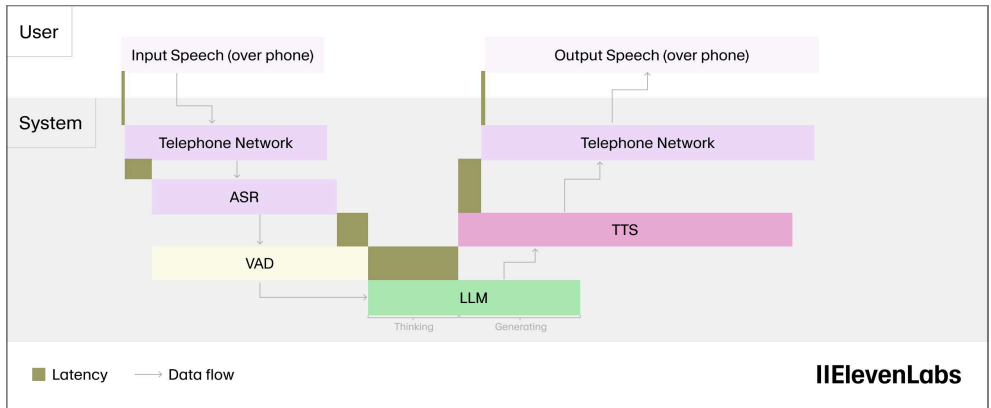 User
Input Speech (over phone)
Output Speech (over phone)
System
Telephone Network
Telephone Network
ASR
TTS
VAD
LLM
Thinking
Generating
Latency
Data flow
IIElevenLabs